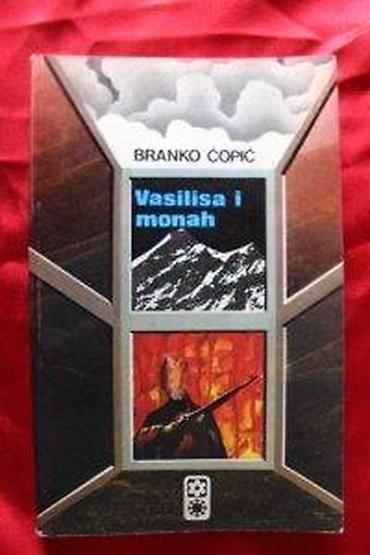 BRANKO ĆOPIĆ
Vasilisa i
monah